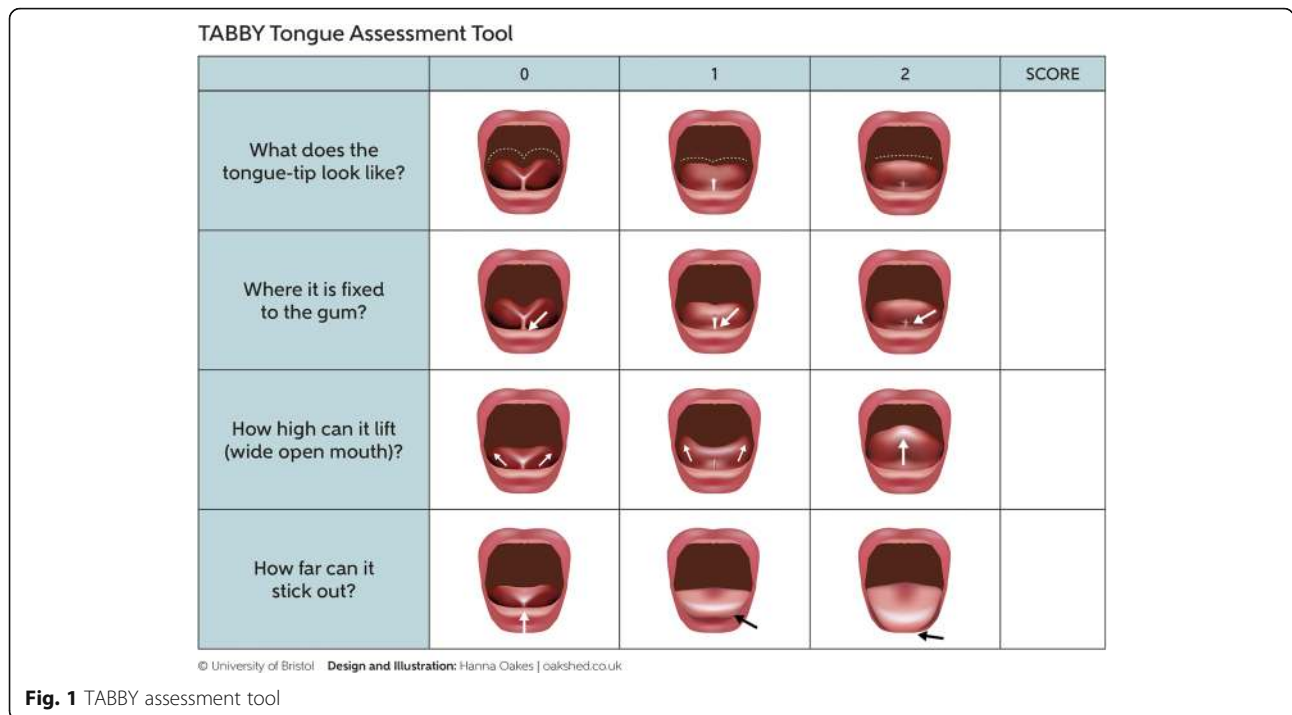 TABBY Tongue Assessment Tool
0 1 2 SCORE
What does the
tongue-tip look like?
Where it is fixed
to the gum?
How high can it lift
(wide open mouth)?
How far can it
stick out?
© University of Bristol Design and Illustration: Hanna Oakes | oakshed.co.uk
Fig. 1 TABBY assessment tool